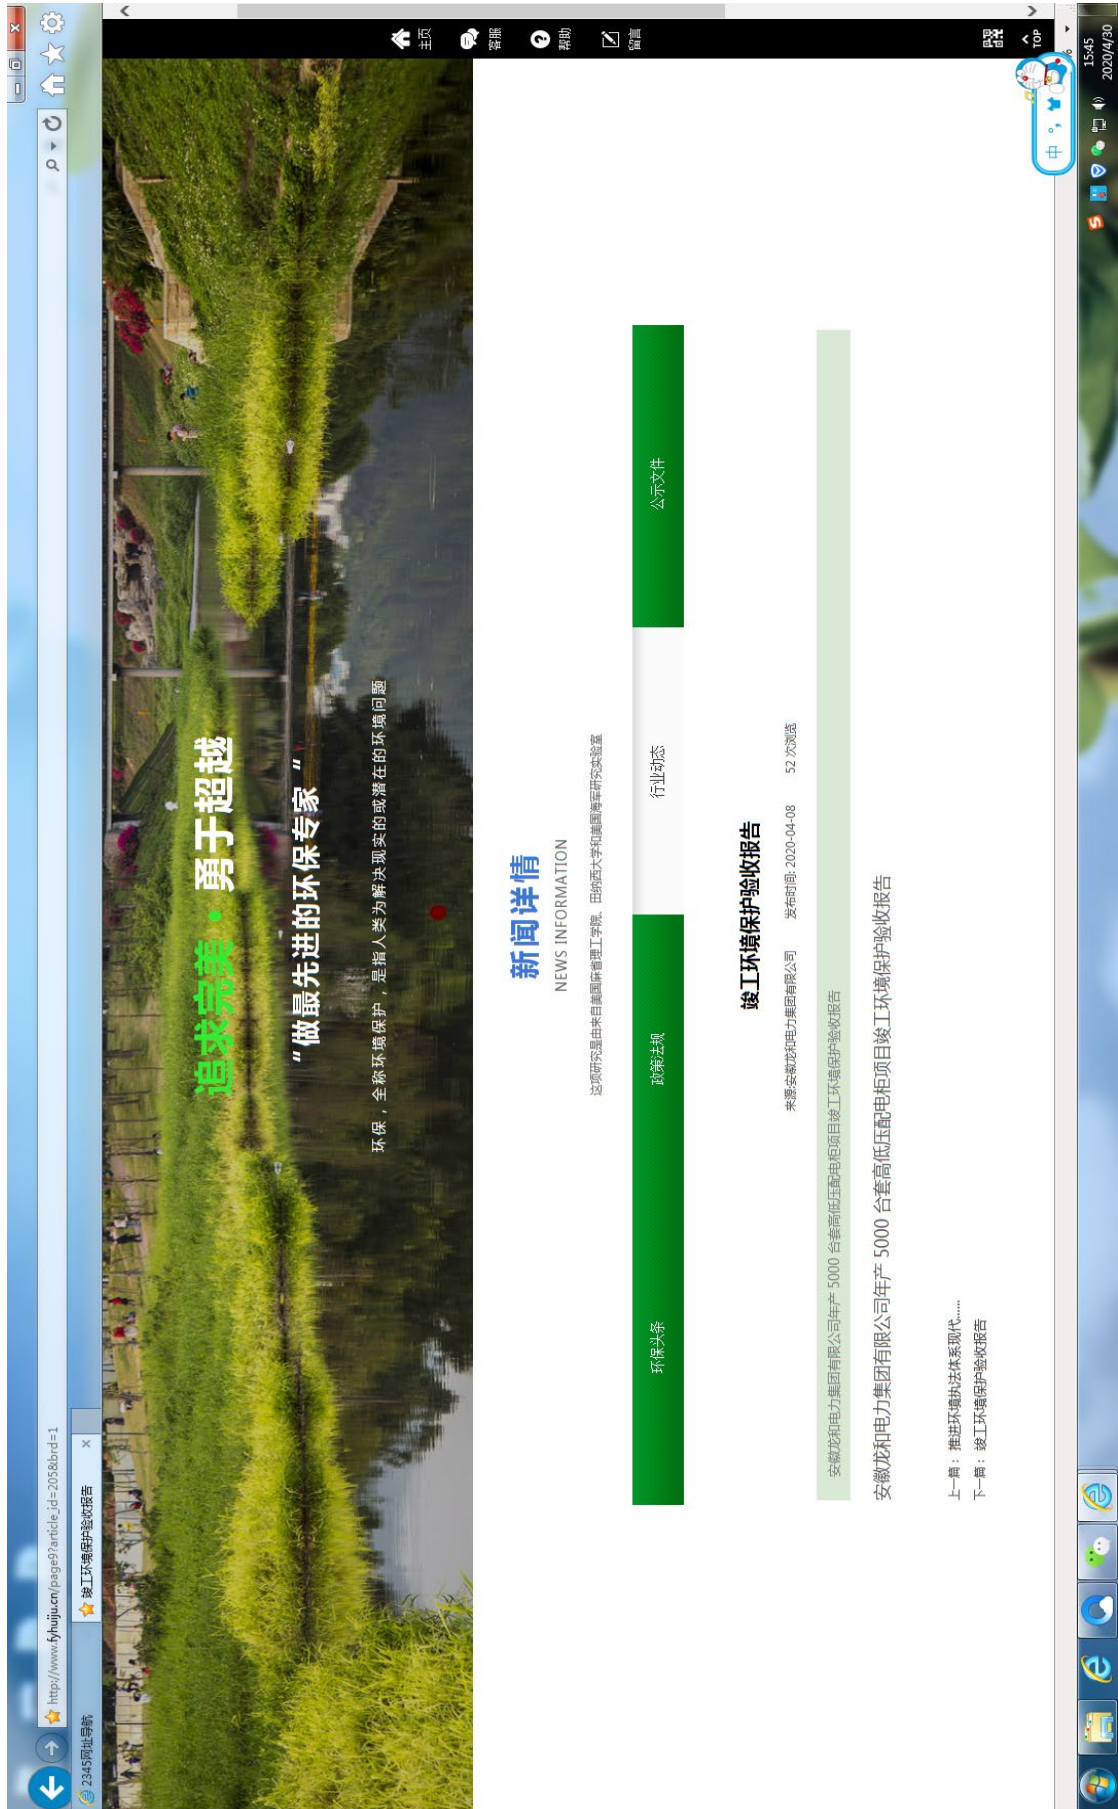 http://www.fyhuiju.cn/page9?article_id=205&brd=1
2345网址导航
竣工环境保护验收报告
追求完美·勇于超越
“做最先进的环保专家”
环保，全称环境保护，是指人类为解决现实的或潜在的环境问题
主页
客服
帮助
留言
TOP
新闻详情
NEWS INFORMATION
这项研究是由来自美国麻省理工学院、田纳西大学和美国海军研究实验室
环保头条 政策法规 行业动态 公示文件
竣工环境保护验收报告
来源:安徽龙和电力集团有限公司 发布时间: 2020-04-08 52 次浏览
安徽龙和电力集团有限公司年产 5000 台套高低压配电柜项目竣工环境保护验收报告
安徽龙和电力集团有限公司年产 5000 台套高低压配电柜项目竣工环境保护验收报告
上一篇：推进环境执法体系现代......
下一篇：竣工环境保护验收报告
中
15:45
2020/4/30